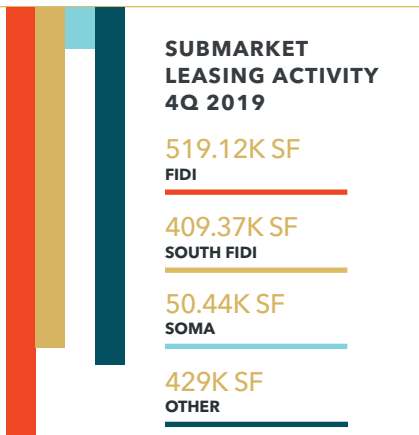 SUBMARKET
LEASING ACTIVITY
4Q 2019
519.12K SF
FIDI
409.37K SF
SOUTH FIDI
50.44K SF
SOMA
429K SF
OTHER